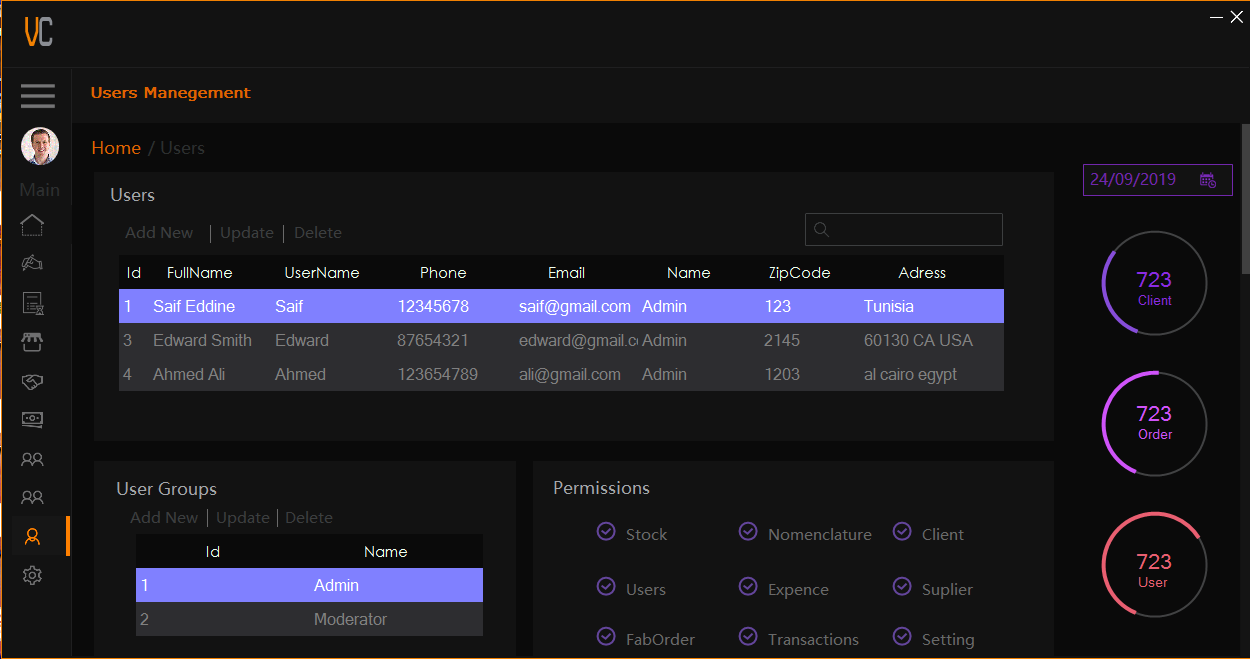 VC
Users Manegement
Home / Users
24/09/2019
Main
Users
Add New | Update | Delete
Id FullName UserName Phone Email Name ZipCode Adress
1 Saif Eddine Saif 12345678 saif@gmail.com Admin 123 Tunisia
3 Edward Smith Edward 87654321 edward@gmail.c Admin 2145 60130 CA USA
4 Ahmed Ali Ahmed 123654789 ali@gmail.com Admin 1203 al cairo egypt
723
Client
723
Order
723
User
User Groups
Add New | Update | Delete
Id Name
1 Admin
2 Moderator
Permissions
Stock Nomenclature Client
Users Expence Suplier
FabOrder Transactions Setting